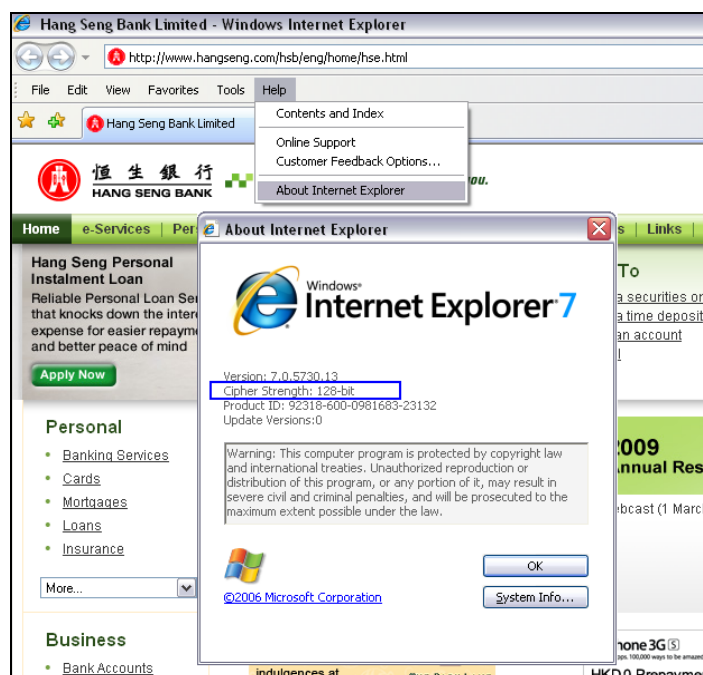 Hang Seng Bank Limited - Windows Internet Explorer
http://www.hangseng.com/hsb/eng/home/hse.html
File Edit View Favorites Tools Help
Hang Seng Bank Limited
Contents and Index
Online Support
Customer Feedback Options...
About Internet Explorer
恒生銀行
HANG SENG BANK
you.
Home e-Services | Per
s | Links |
About Internet Explorer
Hang Seng Personal
Instalment Loan
Reliable Personal Loan Ser
that knocks down the inter
expense for easier repaym
and better peace of mind
Apply Now
To
a securities or
a time deposit
an account
Windows®
Internet Explorer 7
Version: 7.0.5730.13
Cipher Strength: 128-bit
Product ID: 92318-600-0981683-23132
Update Versions:0
Warning: This computer program is protected by copyright law
and international treaties. Unauthorized reproduction or
distribution of this program, or any portion of it, may result in
severe civil and criminal penalties, and will be prosecuted to the
maximum extent possible under the law.
OK
©2006 Microsoft Corporation
System Info...
Personal
Banking Services
Cards
Mortgages
Loans
Insurance
More...
2009
Annual Res
bcast (1 Marc
Business
Bank Accounts
indulgences at
hone 3G S
HKD0 Prepayme